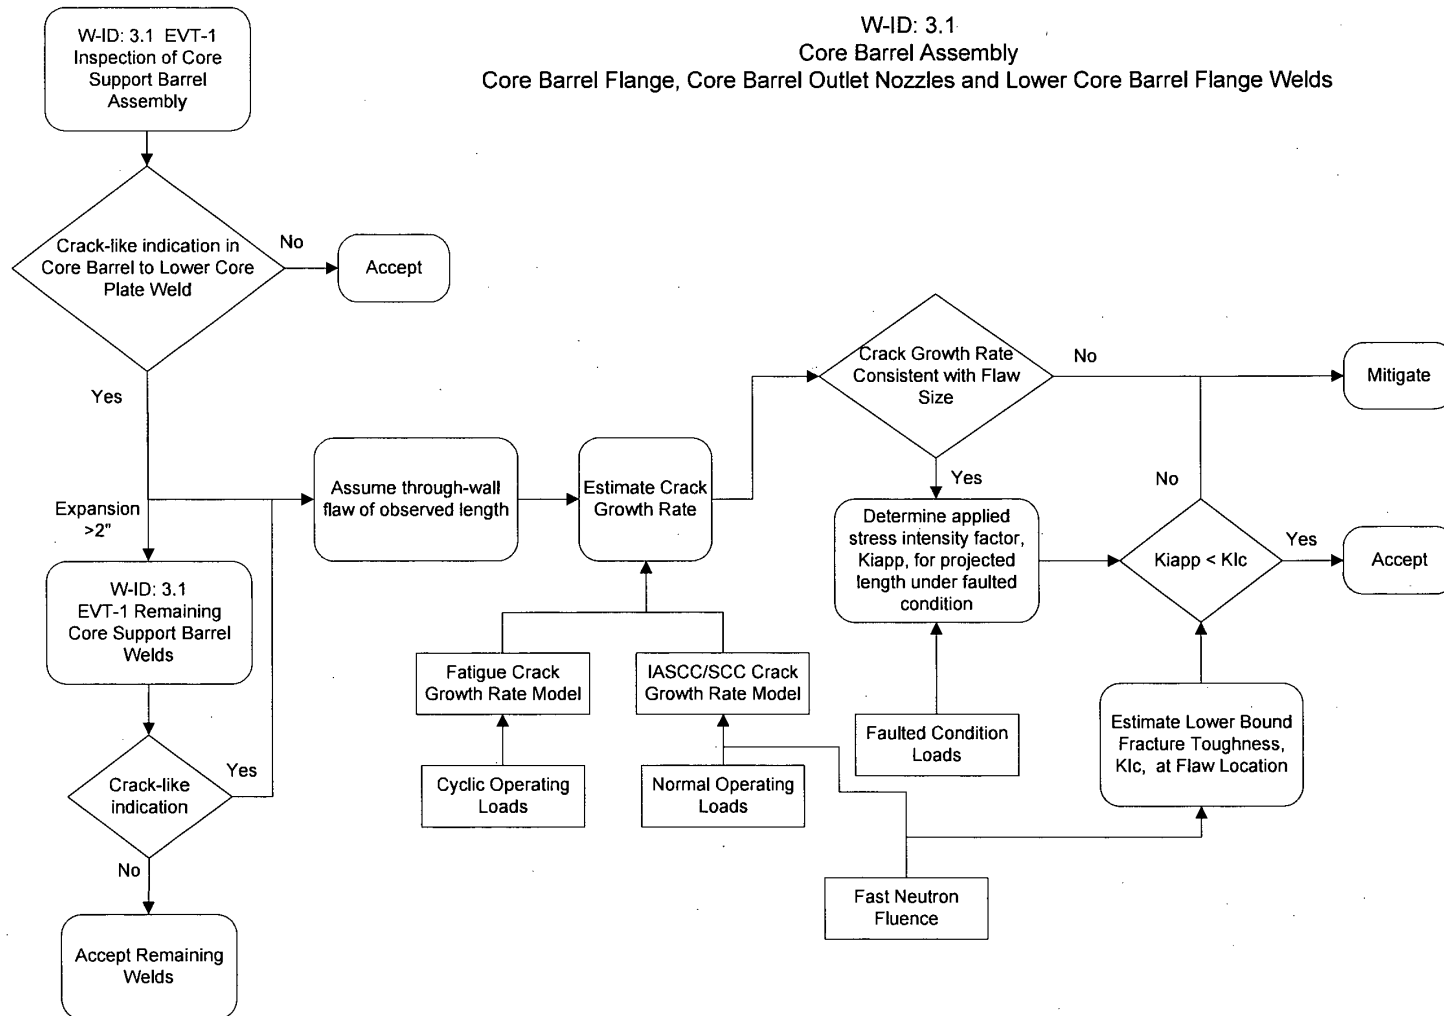 W-ID: 3.1
Core Barrel Assembly
Core Barrel Flange, Core Barrel Outlet Nozzles and Lower Core Barrel Flange Welds
W-ID: 3.1 EVT-1
Inspection of Core
Support Barrel
Assembly
Crack-like indication in
Core Barrel to Lower Core
Plate Weld
No
Accept
Yes
Expansion
>2"
W-ID: 3.1
EVT-1 Remaining
Core Support Barrel
Welds
Crack-like
indication
Yes
No
Accept Remaining
Welds
Assume through-wall
flaw of observed length
Estimate Crack
Growth Rate
Fatigue Crack
Growth Rate Model
IASCC/SCC Crack
Growth Rate Model
Cyclic Operating
Loads
Normal Operating
Loads
Crack Growth Rate
Consistent with Flaw
Size
No
Mitigate
Yes
Determine applied
stress intensity factor,
Kiapp, for projected
length under faulted
condition
Faulted Condition
Loads
No
Kiapp < KIc
Yes
Accept
Estimate Lower Bound
Fracture Toughness,
KIc, at Flaw Location
Fast Neutron
Fluence